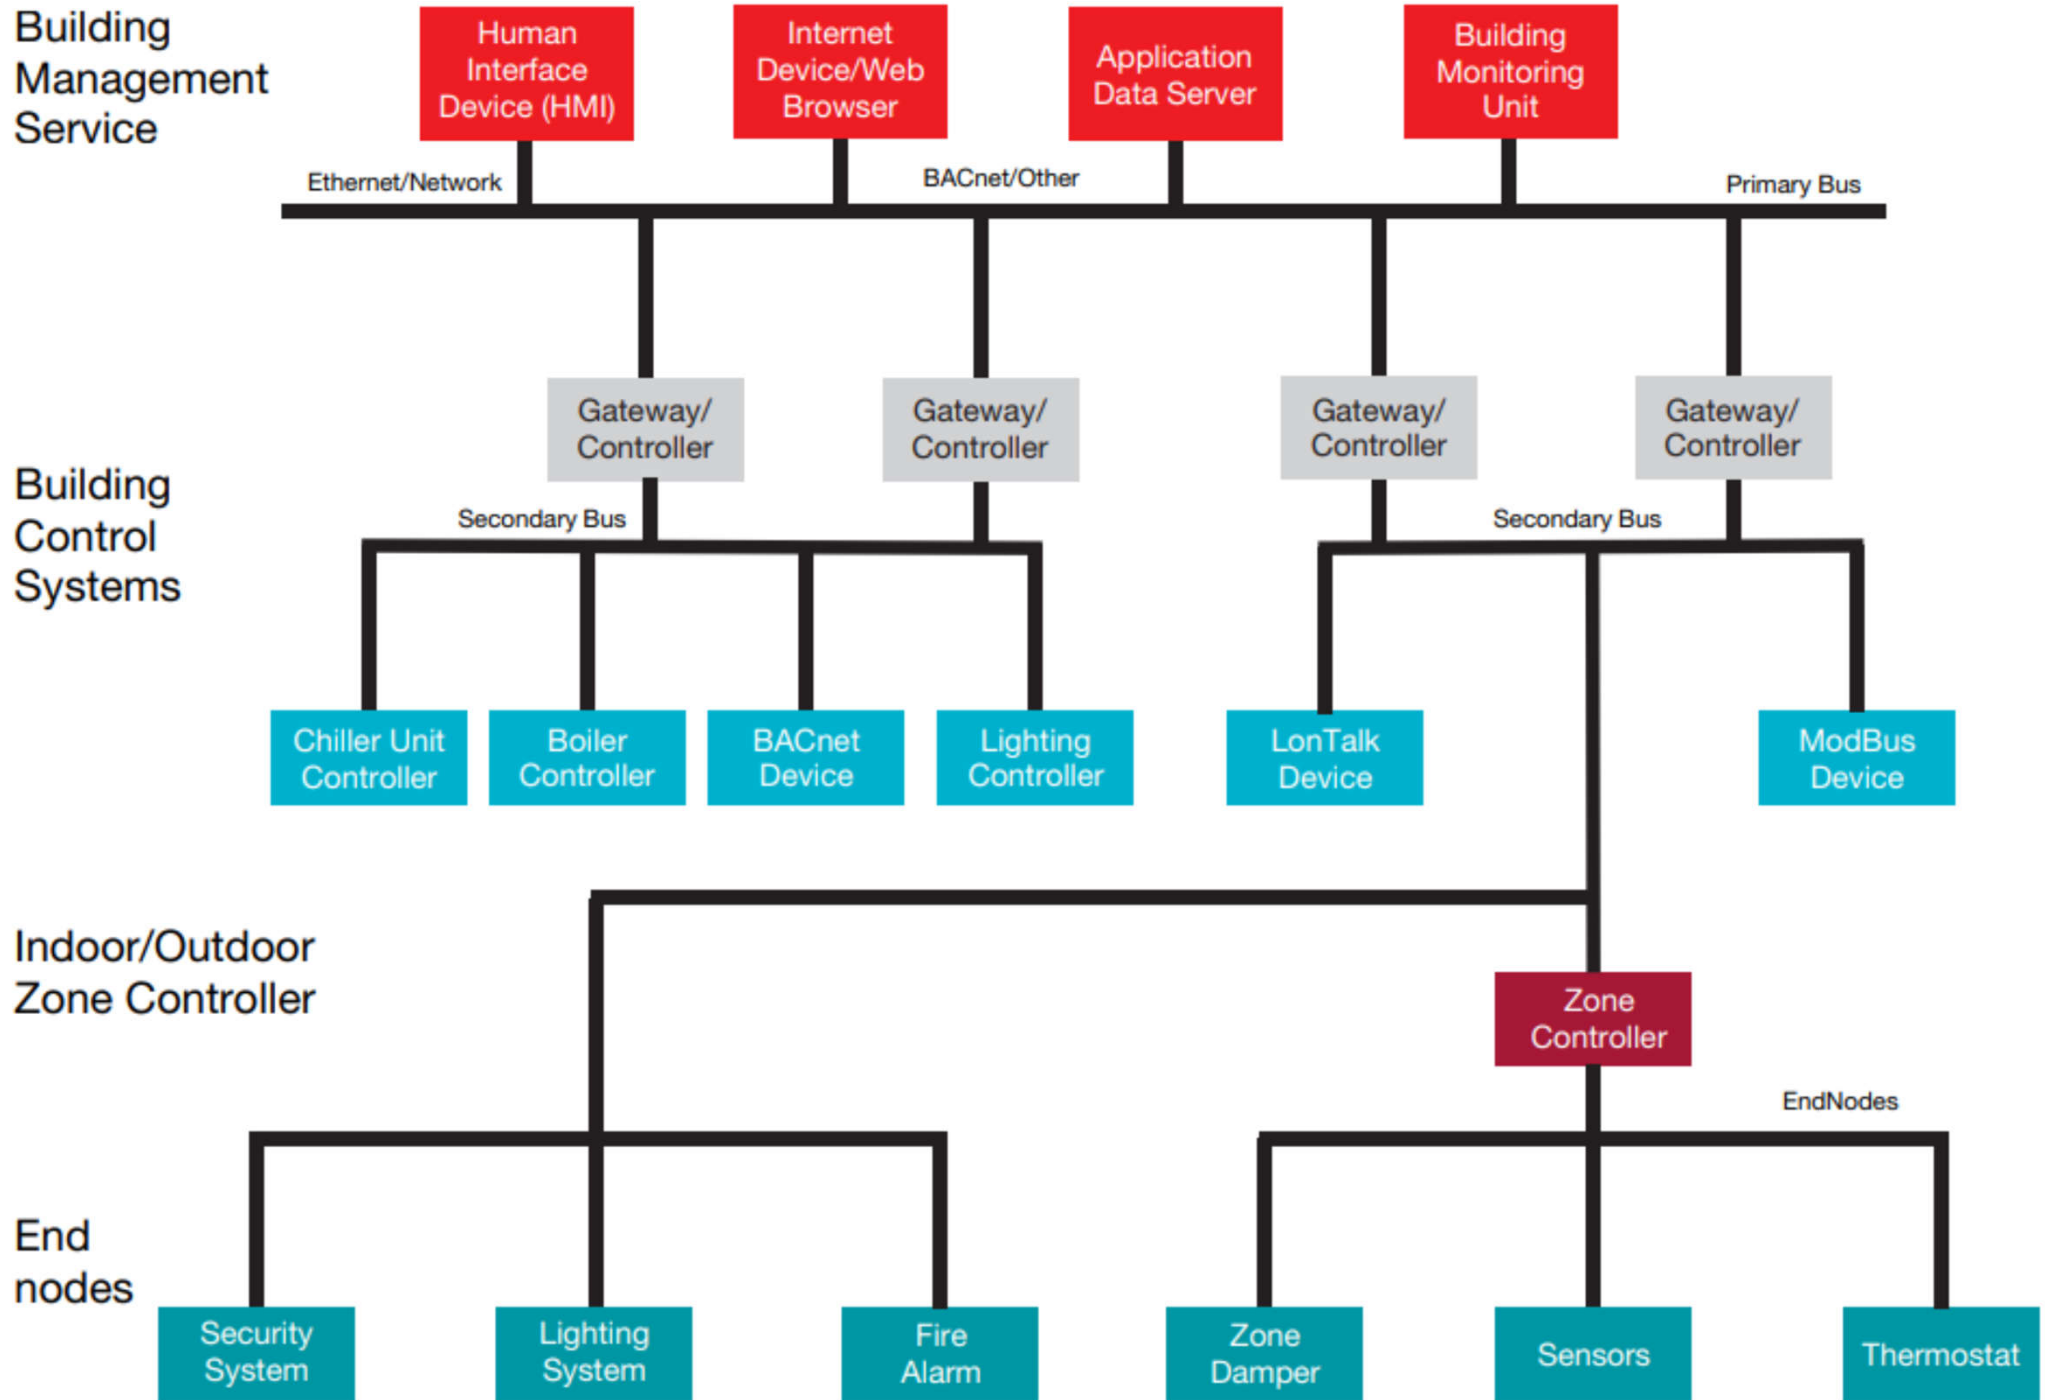 Building
Management
Service
Human
Interface
Device (HMI)
Internet
Device/Web
Browser
Application
Data Server
Building
Monitoring
Unit
Ethernet/Network
BACnet/Other
Primary Bus
Gateway/
Controller
Gateway/
Controller
Gateway/
Controller
Gateway/
Controller
Building
Control
Systems
Secondary Bus
Secondary Bus
Chiller Unit
Controller
Boiler
Controller
BACnet
Device
Lighting
Controller
LonTalk
Device
ModBus
Device
Indoor/Outdoor
Zone Controller
Zone
Controller
EndNodes
End
nodes
Security
System
Lighting
System
Fire
Alarm
Zone
Damper
Sensors
Thermostat